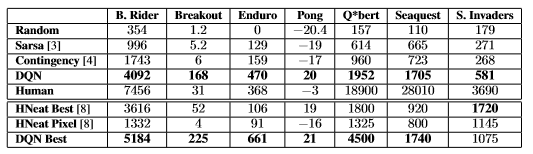 B. Rider Breakout Enduro Pong Q*bert Seaquest S. Invaders
Random 354 1.2 0 −20.4 157 110 179
Sarsa [3] 996 5.2 129 −19 614 665 271
Contingency [4] 1743 6 159 −17 960 723 268
DQN 4092 168 470 20 1952 1705 581
Human 7456 31 368 −3 18900 28010 3690
HNeat Best [8] 3616 52 106 19 1800 920 1720
HNeat Pixel [8] 1332 4 91 −16 1325 800 1145
DQN Best 5184 225 661 21 4500 1740 1075